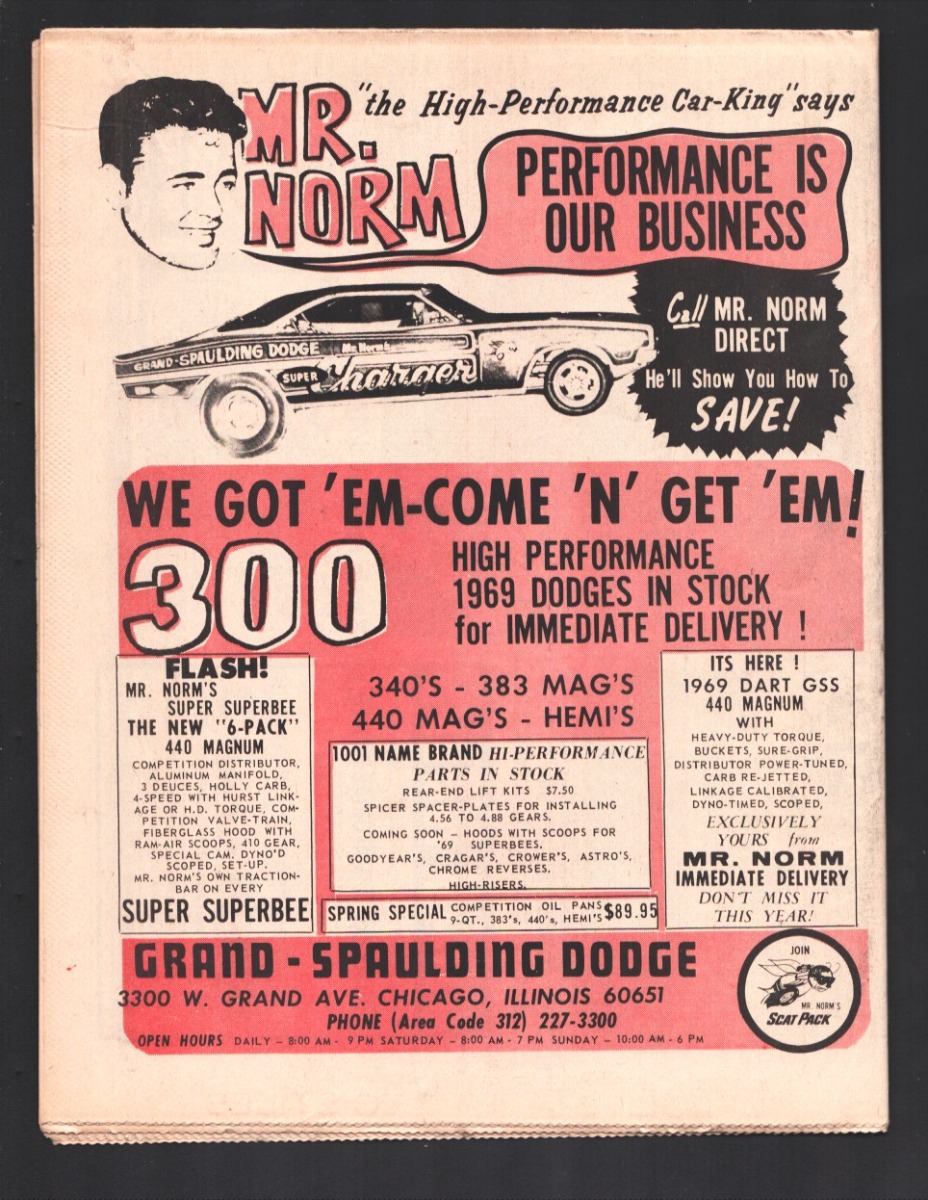 MR. NORM
"the High-Performance Car-King" says
PERFORMANCE IS
OUR BUSINESS
Call MR. NORM
DIRECT
He'll Show You How To
SAVE!
GRAND-SPAULDING DODGE
Mr. Norm's
SUPER Charger
WE GOT 'EM-COME 'N' GET 'EM!
300
HIGH PERFORMANCE
1969 DODGES IN STOCK
for IMMEDIATE DELIVERY !
FLASH!
MR. NORM'S
SUPER SUPERBEE
THE NEW "6-PACK"
440 MAGNUM
COMPETITION DISTRIBUTOR,
ALUMINUM MANIFOLD,
3 DEUCES, HOLLY CARB,
4-SPEED WITH HURST LINK-
AGE OR H.D. TORQUE, COM-
PETITION VALVE-TRAIN,
FIBERGLASS HOOD WITH
RAM-AIR SCOOPS, 410 GEAR,
SPECIAL CAM. DYNO'D
SCOPED, SET-UP.
MR. NORM'S OWN TRACTION-
BAR ON EVERY
SUPER SUPERBEE
340'S - 383 MAG'S
440 MAG'S - HEMI'S
1001 NAME BRAND HI-PERFORMANCE
PARTS IN STOCK
REAR-END LIFT KITS $7.50
SPICER SPACER-PLATES FOR INSTALLING
4.56 TO 4.88 GEARS.
COMING SOON – HOODS WITH SCOOPS FOR
'69 SUPERBEES.
GOODYEAR'S, CRAGAR'S, CROWER'S, ASTRO'S,
CHROME REVERSES.
HIGH-RISERS.
SPRING SPECIAL COMPETITION OIL PANS
9-QT., 383's, 440's, HEMI'S $89.95
ITS HERE !
1969 DART GSS
440 MAGNUM
WITH
HEAVY-DUTY TORQUE,
BUCKETS, SURE-GRIP,
DISTRIBUTOR POWER-TUNED,
CARB RE-JETTED,
LINKAGE CALIBRATED,
DYNO-TIMED, SCOPED,
EXCLUSIVELY
YOURS from
MR. NORM
IMMEDIATE DELIVERY
DON'T MISS IT
THIS YEAR!
GRAND - SPAULDING DODGE
3300 W. GRAND AVE. CHICAGO, ILLINOIS 60651
PHONE (Area Code 312) 227-3300
OPEN HOURS DAILY – 8:00 AM - 9 PM SATURDAY – 8:00 AM - 7 PM SUNDAY – 10:00 AM - 6 PM
JOIN
MR. NORM'S
SCAT PACK